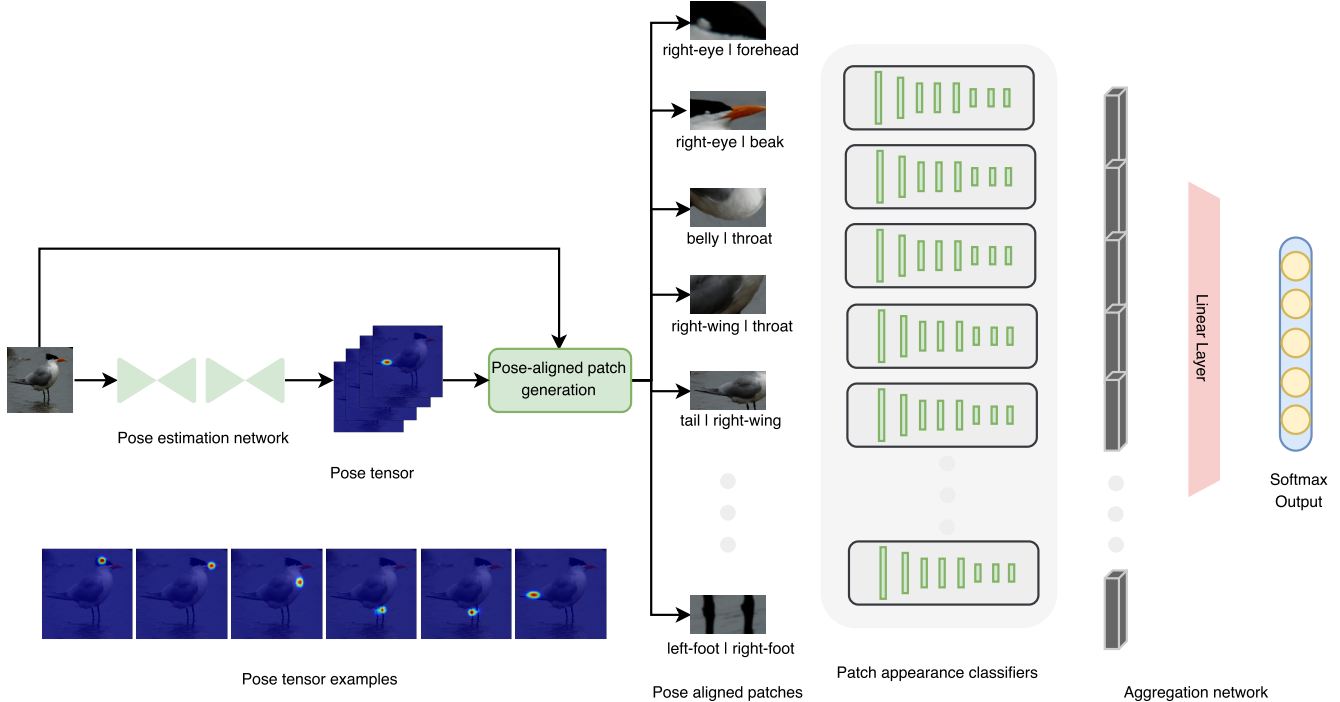 right-eye | forehead
right-eye | beak
belly | throat
right-wing | throat
tail | right-wing
left-foot | right-foot
Pose aligned patches
Pose estimation network
Pose tensor
Pose-aligned patch
generation
Pose tensor examples
Patch appearance classifiers
Linear Layer
Aggregation network
Softmax
Output